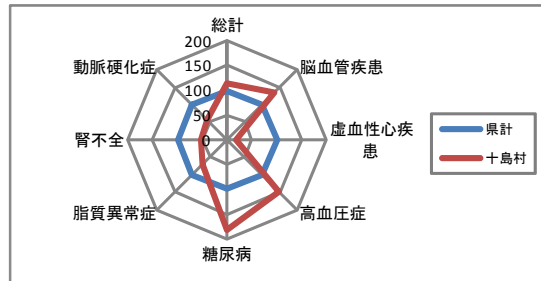 総計
200
150
100
50
0
脳血管疾患
虚血性心疾
患
高血圧症
糖尿病
脂質異常症
腎不全
動脈硬化症
県計
十島村